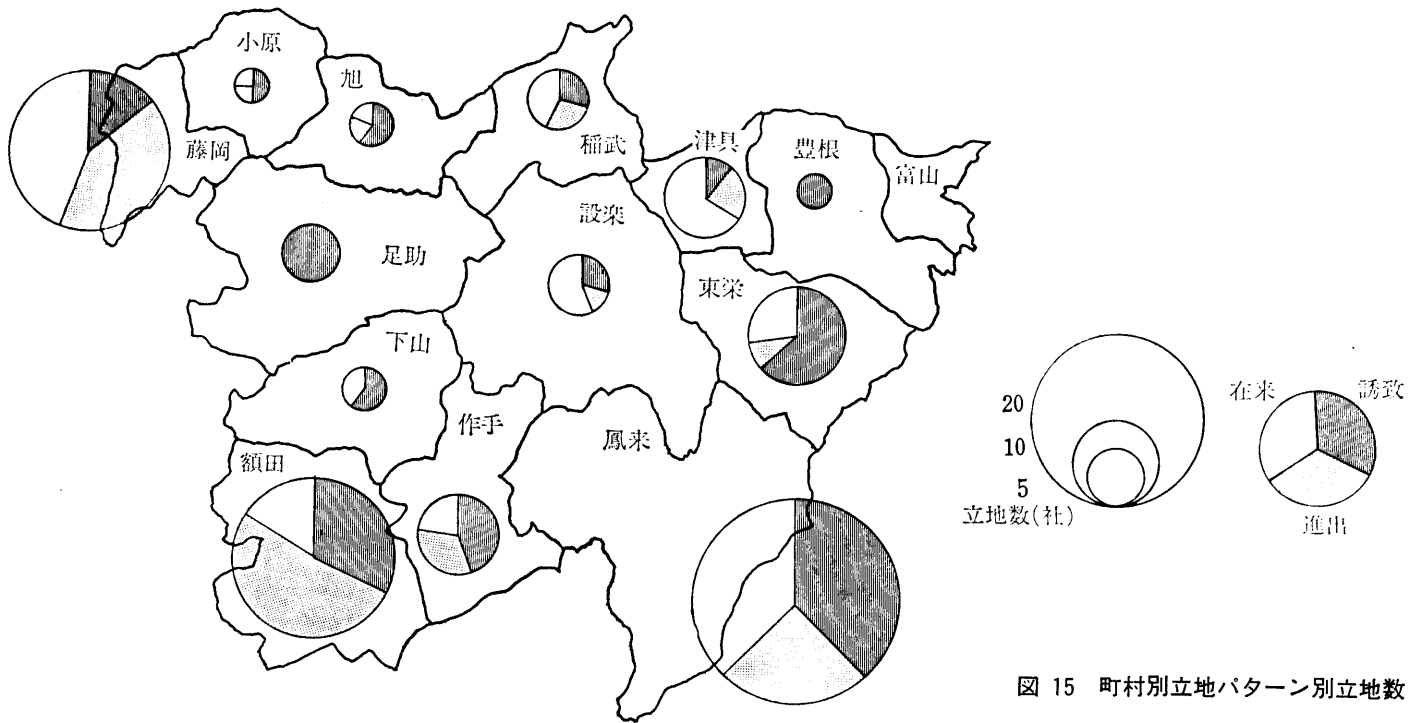 小原
旭
藤岡
稲武
津具
豊根
富山
設楽
足助
東栄
下山
作手
鳳来
額田
20
10
5
立地数(社)
在来
誘致
進出
図 15 町村別立地パターン別立地数